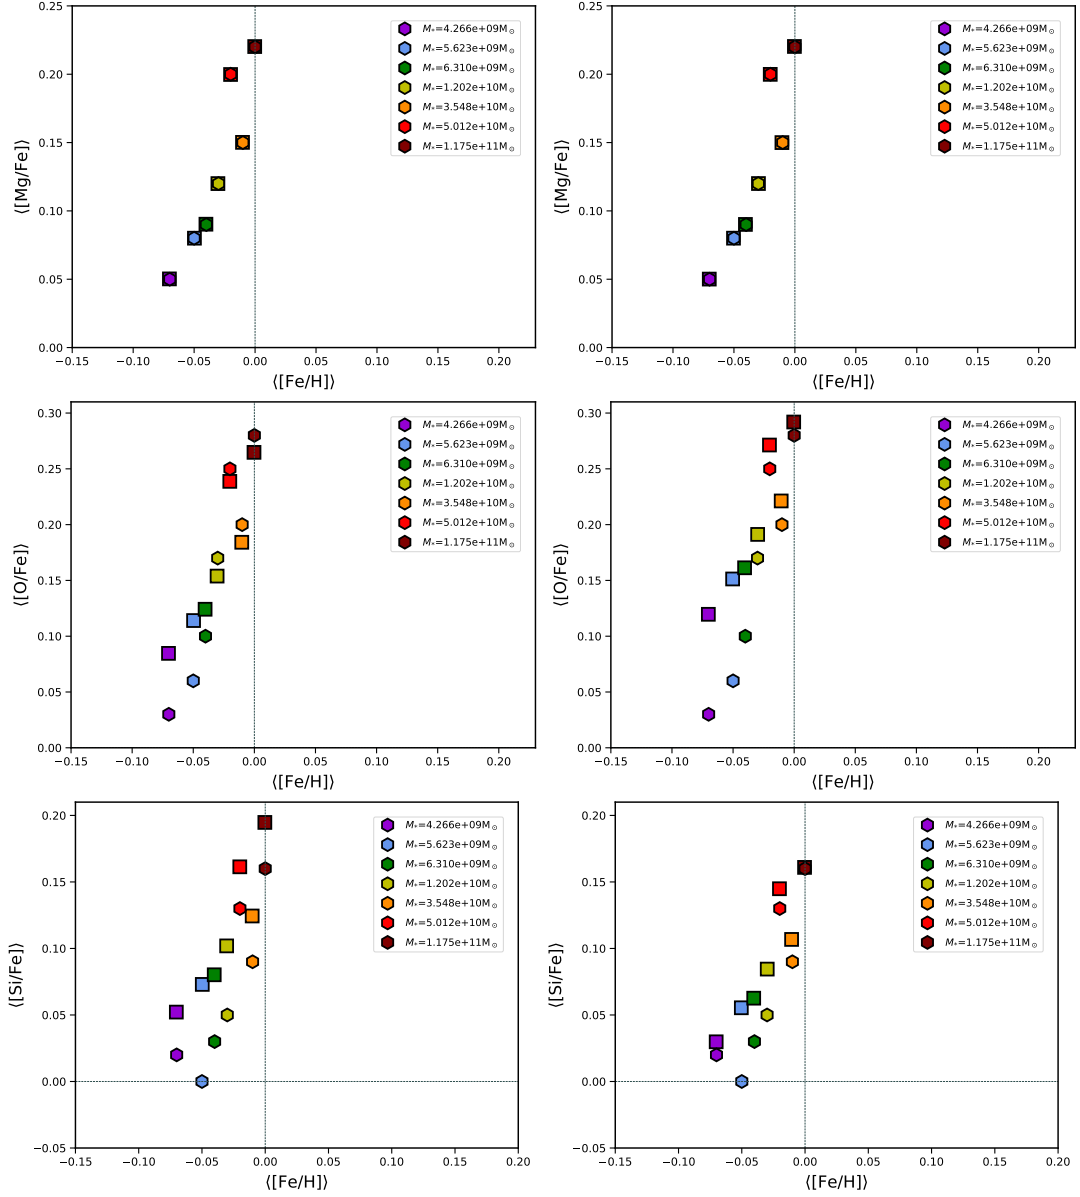 0.25
0.20
0.15
0.10
0.05
0.00
⟨[Mg/Fe]⟩
−0.15 −0.10 −0.05 0.00 0.05 0.10 0.15 0.20
⟨[Fe/H]⟩
M*=4.266e+09M⊙
M*=5.623e+09M⊙
M*=6.310e+09M⊙
M*=1.202e+10M⊙
M*=3.548e+10M⊙
M*=5.012e+10M⊙
M*=1.175e+11M⊙
0.25
0.20
0.15
0.10
0.05
0.00
⟨[Mg/Fe]⟩
−0.15 −0.10 −0.05 0.00 0.05 0.10 0.15 0.20
⟨[Fe/H]⟩
M*=4.266e+09M⊙
M*=5.623e+09M⊙
M*=6.310e+09M⊙
M*=1.202e+10M⊙
M*=3.548e+10M⊙
M*=5.012e+10M⊙
M*=1.175e+11M⊙
0.30
0.25
0.20
0.15
0.10
0.05
0.00
⟨[O/Fe]⟩
−0.15 −0.10 −0.05 0.00 0.05 0.10 0.15 0.20
⟨[Fe/H]⟩
M*=4.266e+09M⊙
M*=5.623e+09M⊙
M*=6.310e+09M⊙
M*=1.202e+10M⊙
M*=3.548e+10M⊙
M*=5.012e+10M⊙
M*=1.175e+11M⊙
0.30
0.25
0.20
0.15
0.10
0.05
0.00
⟨[O/Fe]⟩
−0.15 −0.10 −0.05 0.00 0.05 0.10 0.15 0.20
⟨[Fe/H]⟩
M*=4.266e+09M⊙
M*=5.623e+09M⊙
M*=6.310e+09M⊙
M*=1.202e+10M⊙
M*=3.548e+10M⊙
M*=5.012e+10M⊙
M*=1.175e+11M⊙
0.20
0.15
0.10
0.05
0.00
−0.05
⟨[Si/Fe]⟩
−0.15 −0.10 −0.05 0.00 0.05 0.10 0.15 0.20
⟨[Fe/H]⟩
M*=4.266e+09M⊙
M*=5.623e+09M⊙
M*=6.310e+09M⊙
M*=1.202e+10M⊙
M*=3.548e+10M⊙
M*=5.012e+10M⊙
M*=1.175e+11M⊙
0.20
0.15
0.10
0.05
0.00
−0.05
⟨[Si/Fe]⟩
−0.15 −0.10 −0.05 0.00 0.05 0.10 0.15 0.20
⟨[Fe/H]⟩
M*=4.266e+09M⊙
M*=5.623e+09M⊙
M*=6.310e+09M⊙
M*=1.202e+10M⊙
M*=3.548e+10M⊙
M*=5.012e+10M⊙
M*=1.175e+11M⊙